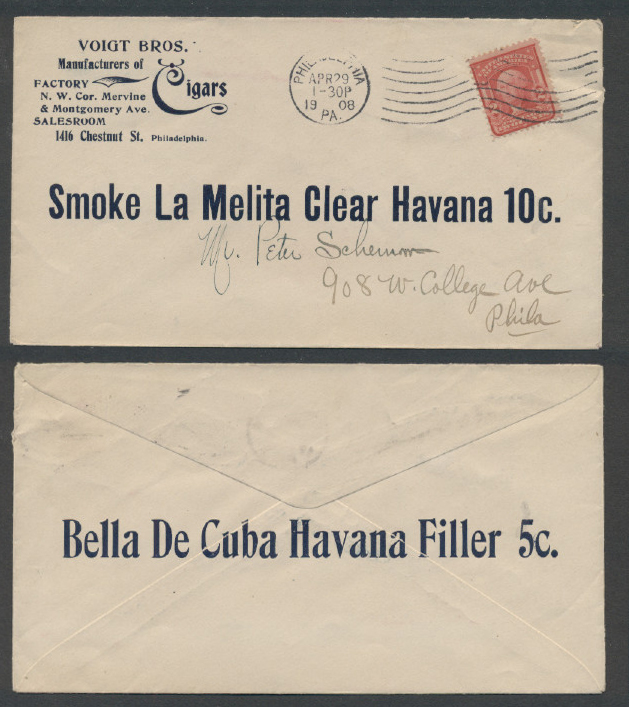 VOIGT BROS.
Manufacturers of
Cigars
FACTORY
N. W. Cor. Mervine
& Montgomery Ave.
SALESROOM
1416 Chestnut St. Philadelphia.
PHILADELPHIA
APR 29
1-30P
1908
PA.
Smoke La Melita Clear Havana 10c.
Mr. Peter Schemm
908 W. College Ave
Phila
Bella De Cuba Havana Filler 5c.